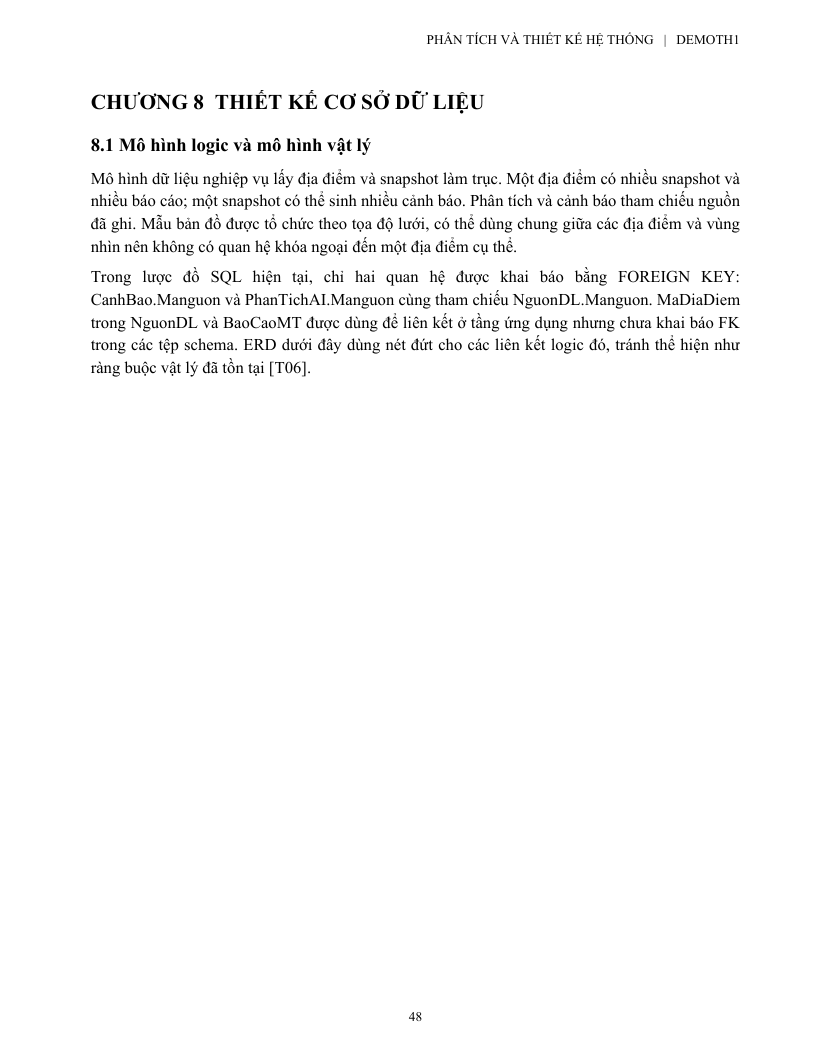 PHÂN TÍCH VÀ THIẾT KẾ HỆ THỐNG | DEMOTH1
CHƯƠNG 8 THIẾT KẾ CƠ SỞ DỮ LIỆU
8.1 Mô hình logic và mô hình vật lý
Mô hình dữ liệu nghiệp vụ lấy địa điểm và snapshot làm trục. Một địa điểm có nhiều snapshot và
nhiều báo cáo; một snapshot có thể sinh nhiều cảnh báo. Phân tích và cảnh báo tham chiếu nguồn
đã ghi. Mẫu bản đồ được tổ chức theo tọa độ lưới, có thể dùng chung giữa các địa điểm và vùng
nhìn nên không có quan hệ khóa ngoại đến một địa điểm cụ thể.
Trong lược đồ SQL hiện tại, chỉ hai quan hệ được khai báo bằng FOREIGN KEY:
CanhBao.Manguon và PhanTichAI.Manguon cùng tham chiếu NguonDL.Manguon. MaDiaDiem
trong NguonDL và BaoCaoMT được dùng để liên kết ở tầng ứng dụng nhưng chưa khai báo FK
trong các tệp schema. ERD dưới đây dùng nét đứt cho các liên kết logic đó, tránh thể hiện như
ràng buộc vật lý đã tồn tại [T06].
48